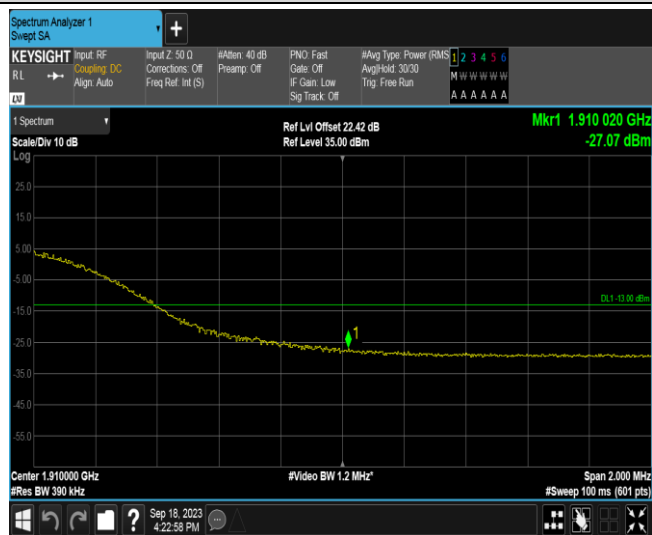 Spectrum Analyzer 1
Swept SA
+
KEYSIGHT
RL
LXI
Input: RF
Coupling: DC
Align: Auto
Input Z: 50 Ω
Corrections: Off
Freq Ref: Int (S)
#Atten: 40 dB
Preamp: Off
PNO: Fast
Gate: Off
IF Gain: Low
Sig Track: Off
#Avg Type: Power (RMS
Avg|Hold: 30/30
Trig: Free Run
1 2 3 4 5 6
M W W W W W
A A A A A A
1 Spectrum
Scale/Div 10 dB
Log
Ref Lvl Offset 22.42 dB
Ref Level 35.00 dBm
Mkr1 1.910 020 GHz
-27.07 dBm
25.0
15.0
5.00
-5.00
DL1 -13.00 dBm
-15.0
1
-25.0
-35.0
-45.0
-55.0
Center 1.910000 GHz
#Video BW 1.2 MHz*
Span 2.000 MHz
#Res BW 390 kHz
#Sweep 100 ms (601 pts)
?
Sep 18, 2023
4:22:58 PM